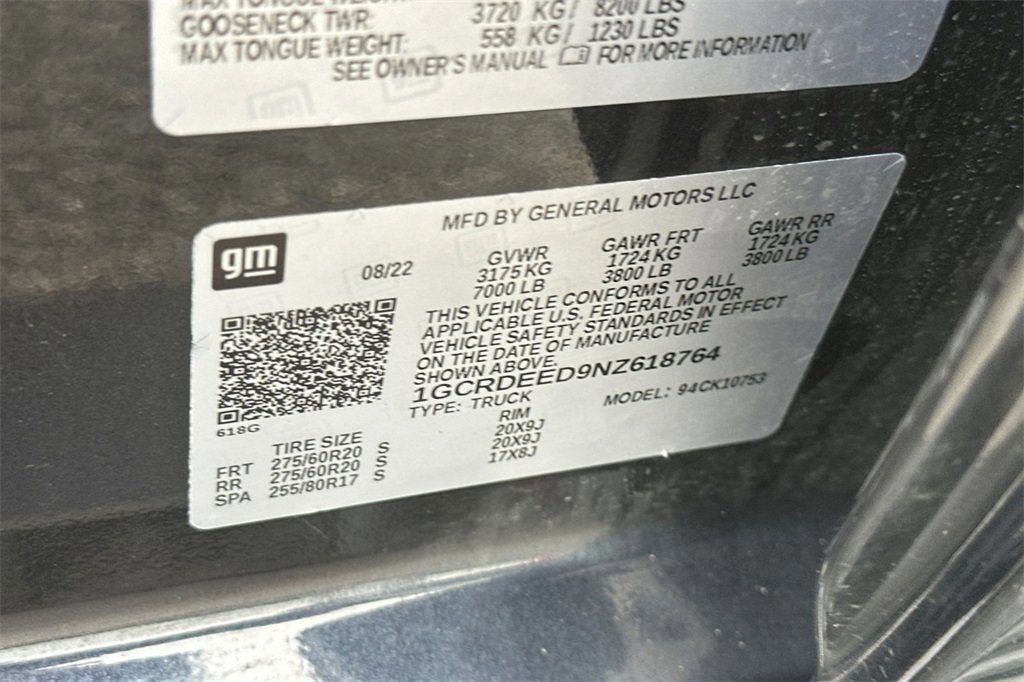 MAX TONGUE WEIGHT:
GOOSENECK TWR: 3720 KG/ 8200 LBS
MAX TONGUE WEIGHT: 558 KG/ 1230 LBS
SEE OWNER'S MANUAL FOR MORE INFORMATION
gm
MFD BY GENERAL MOTORS LLC
08/22 GVWR GAWR FRT GAWR RR
3175 KG 1724 KG 1724 KG
7000 LB 3800 LB 3800 LB
THIS VEHICLE CONFORMS TO ALL
APPLICABLE U.S. FEDERAL MOTOR
VEHICLE SAFETY STANDARDS IN EFFECT
ON THE DATE OF MANUFACTURE
SHOWN ABOVE.
1GCRDEED9NZ618764
TYPE: TRUCK MODEL: 94CK10753
618G
TIRE SIZE RIM
FRT 275/60R20 S 20X9J
RR 275/60R20 S 20X9J
SPA 255/80R17 S 17X8J